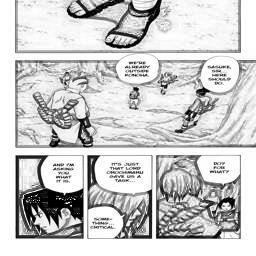 WE'RE
ALREADY
OUTSIDE
KONOHA.
SASUKE,
SIR...
HERE
SHOULD
DO.
AND I'M
ASKING
YOU
WHAT
IT IS.
IT'S JUST
THAT LORD
OROCHIMARU
GAVE US A
TASK...
SOME-
THING...
CRITICAL.
DO?
FOR
WHAT?